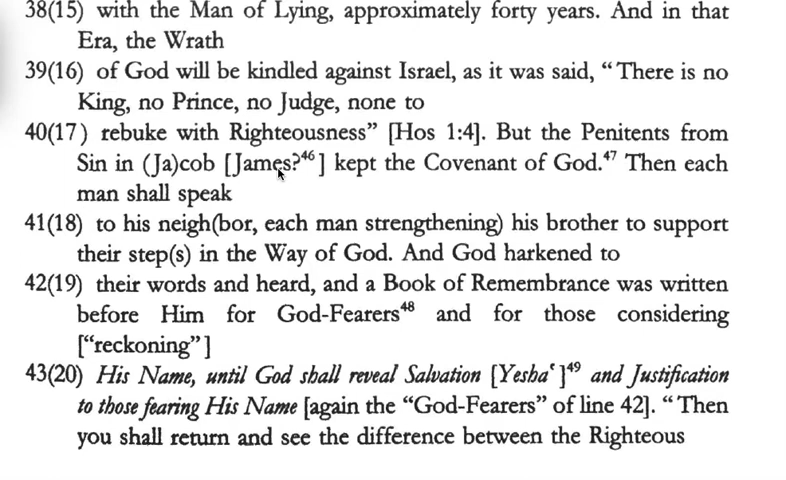 38(15) with the Man of Lying, approximately forty years. And in that
Era, the Wrath
39(16) of God will be kindled against Israel, as it was said, “There is no
King, no Prince, no Judge, none to
40(17) rebuke with Righteousness” [Hos 1:4]. But the Penitents from
Sin in (Ja)cob [James?⁴⁶] kept the Covenant of God.⁴⁷ Then each
man shall speak
41(18) to his neigh(bor, each man strengthening) his brother to support
their step(s) in the Way of God. And God harkened to
42(19) their words and heard, and a Book of Remembrance was written
before Him for God-Fearers⁴⁸ and for those considering
[“reckoning”]
43(20) His Name, until God shall reveal Salvation [Yesha‘]⁴⁹ and Justification
to those fearing His Name [again the “God-Fearers” of line 42]. “Then
you shall return and see the difference between the Righteous